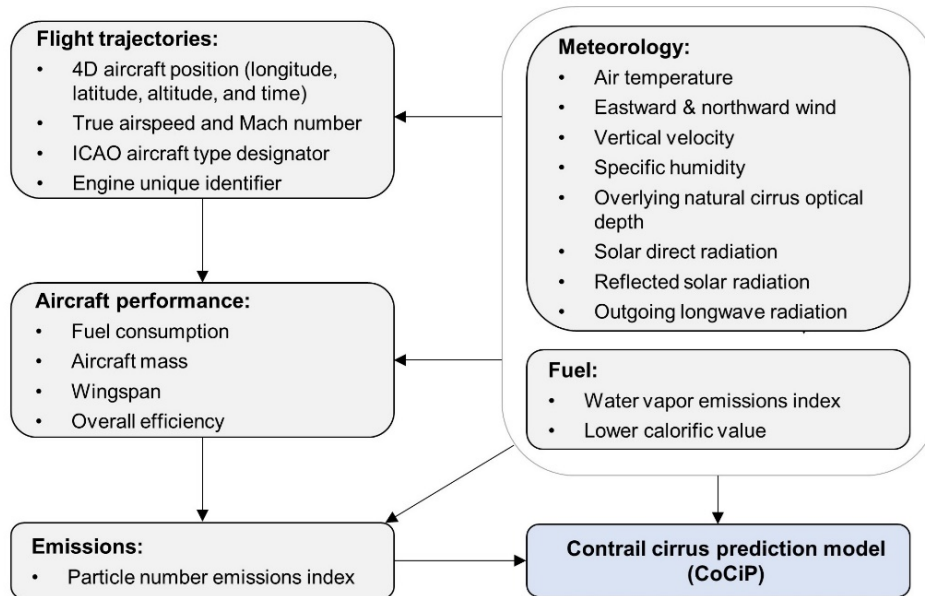 Flight trajectories:
• 4D aircraft position (longitude,
latitude, altitude, and time)
• True airspeed and Mach number
• ICAO aircraft type designator
• Engine unique identifier
Meteorology:
• Air temperature
• Eastward & northward wind
• Vertical velocity
• Specific humidity
• Overlying natural cirrus optical
depth
• Solar direct radiation
• Reflected solar radiation
• Outgoing longwave radiation
Aircraft performance:
• Fuel consumption
• Aircraft mass
• Wingspan
• Overall efficiency
Fuel:
• Water vapor emissions index
• Lower calorific value
Emissions:
• Particle number emissions index
Contrail cirrus prediction model
(CoCiP)